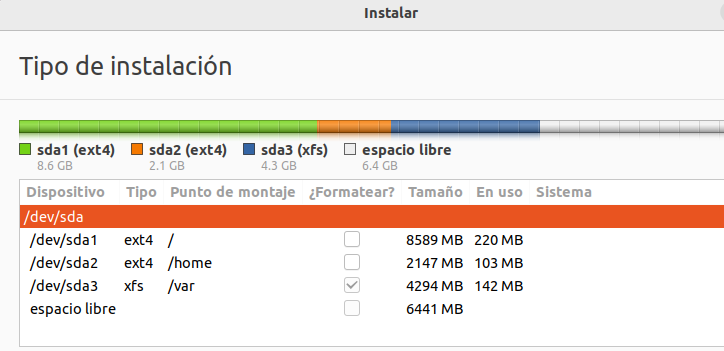 Instalar
Tipo de instalación
sda1 (ext4) sda2 (ext4) sda3 (xfs) espacio libre
8.6 GB 2.1 GB 4.3 GB 6.4 GB
Dispositivo Tipo Punto de montaje ¿Formatear? Tamaño En uso Sistema
/dev/sda
/dev/sda1 ext4 / 8589 MB 220 MB
/dev/sda2 ext4 /home 2147 MB 103 MB
/dev/sda3 xfs /var 4294 MB 142 MB
espacio libre 6441 MB